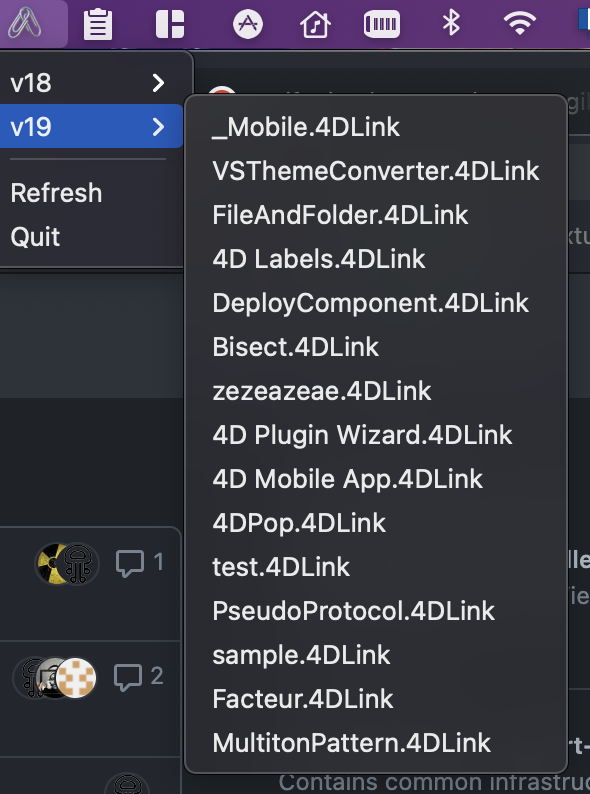 v18
v19
Refresh
Quit
_Mobile.4DLink
VSThemeConverter.4DLink
FileAndFolder.4DLink
4D Labels.4DLink
DeployComponent.4DLink
Bisect.4DLink
zezeazeae.4DLink
4D Plugin Wizard.4DLink
4D Mobile App.4DLink
4DPop.4DLink
test.4DLink
PseudoProtocol.4DLink
sample.4DLink
Facteur.4DLink
MultitonPattern.4DLink
1
2
Contains common